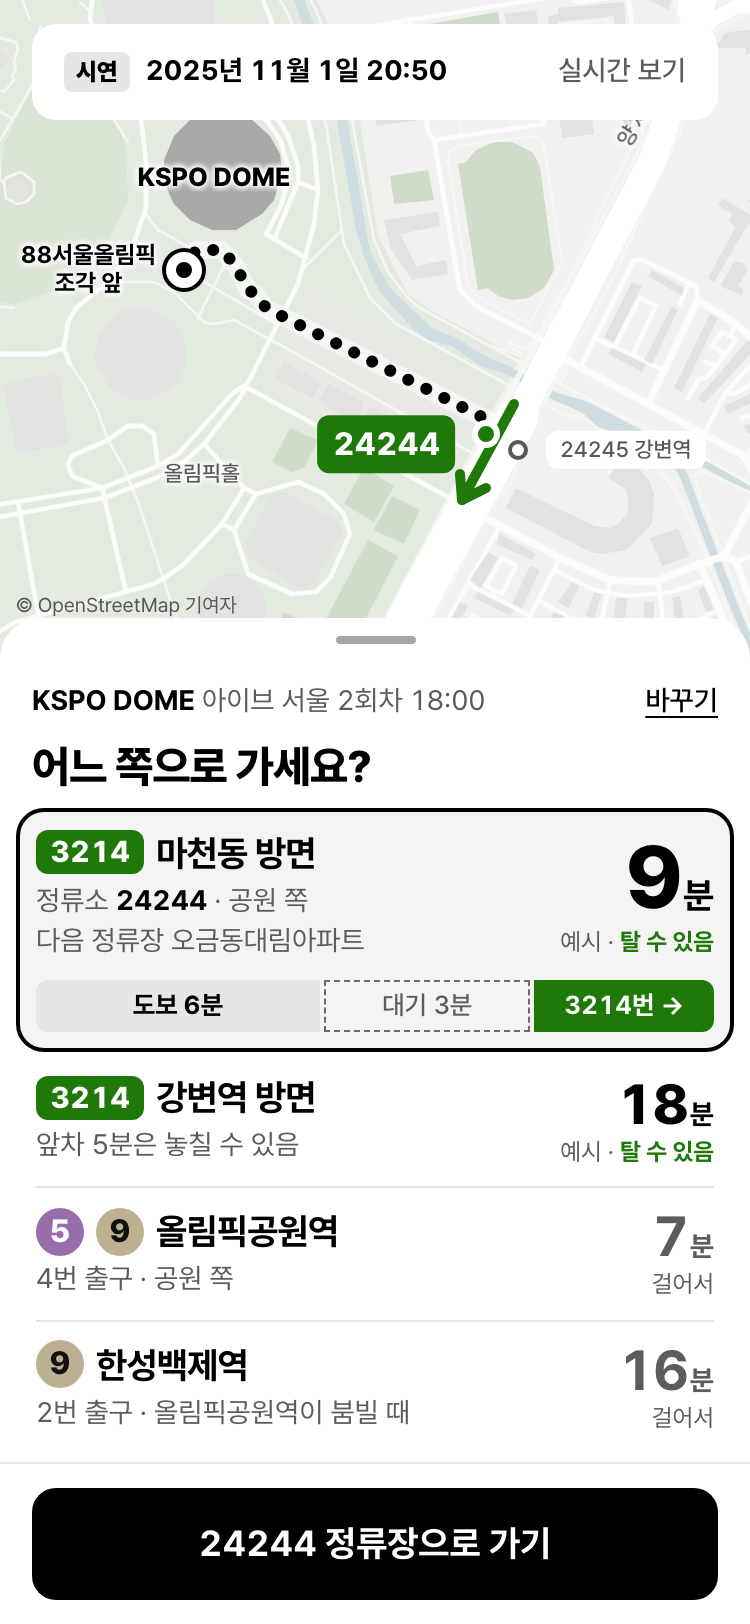 시연 2025년 11월 1일 20:50 실시간 보기
KSPO DOME
88서울올림픽
조각 앞
24244
24245 강변역
올림픽홀
© OpenStreetMap 기여자
KSPO DOME 아이브 서울 2회차 18:00 바꾸기
어느 쪽으로 가세요?
3214 마천동 방면 9분
정류소 24244 · 공원 쪽
다음 정류장 오금동대림아파트 예시 · 탈 수 있음
도보 6분 대기 3분 3214번 →
3214 강변역 방면 18분
앞차 5분은 놓칠 수 있음 예시 · 탈 수 있음
5 9 올림픽공원역 7분
4번 출구 · 공원 쪽 걸어서
9 한성백제역 16분
2번 출구 · 올림픽공원역이 붐빌 때 걸어서
24244 정류장으로 가기